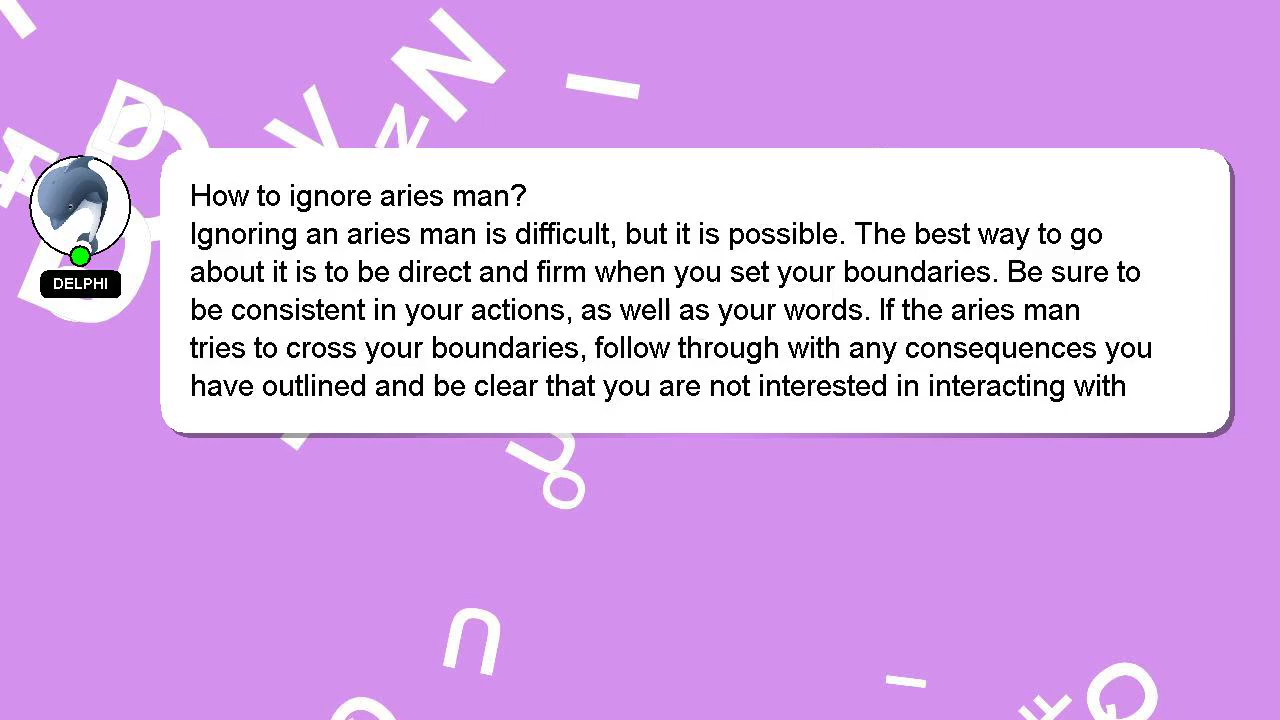 How to ignore aries man?
Ignoring an aries man is difficult, but it is possible. The best way to go
about it is to be direct and firm when you set your boundaries. Be sure to
be consistent in your actions, as well as your words. If the aries man
tries to cross your boundaries, follow through with any consequences you
have outlined and be clear that you are not interested in interacting with
DELPHI